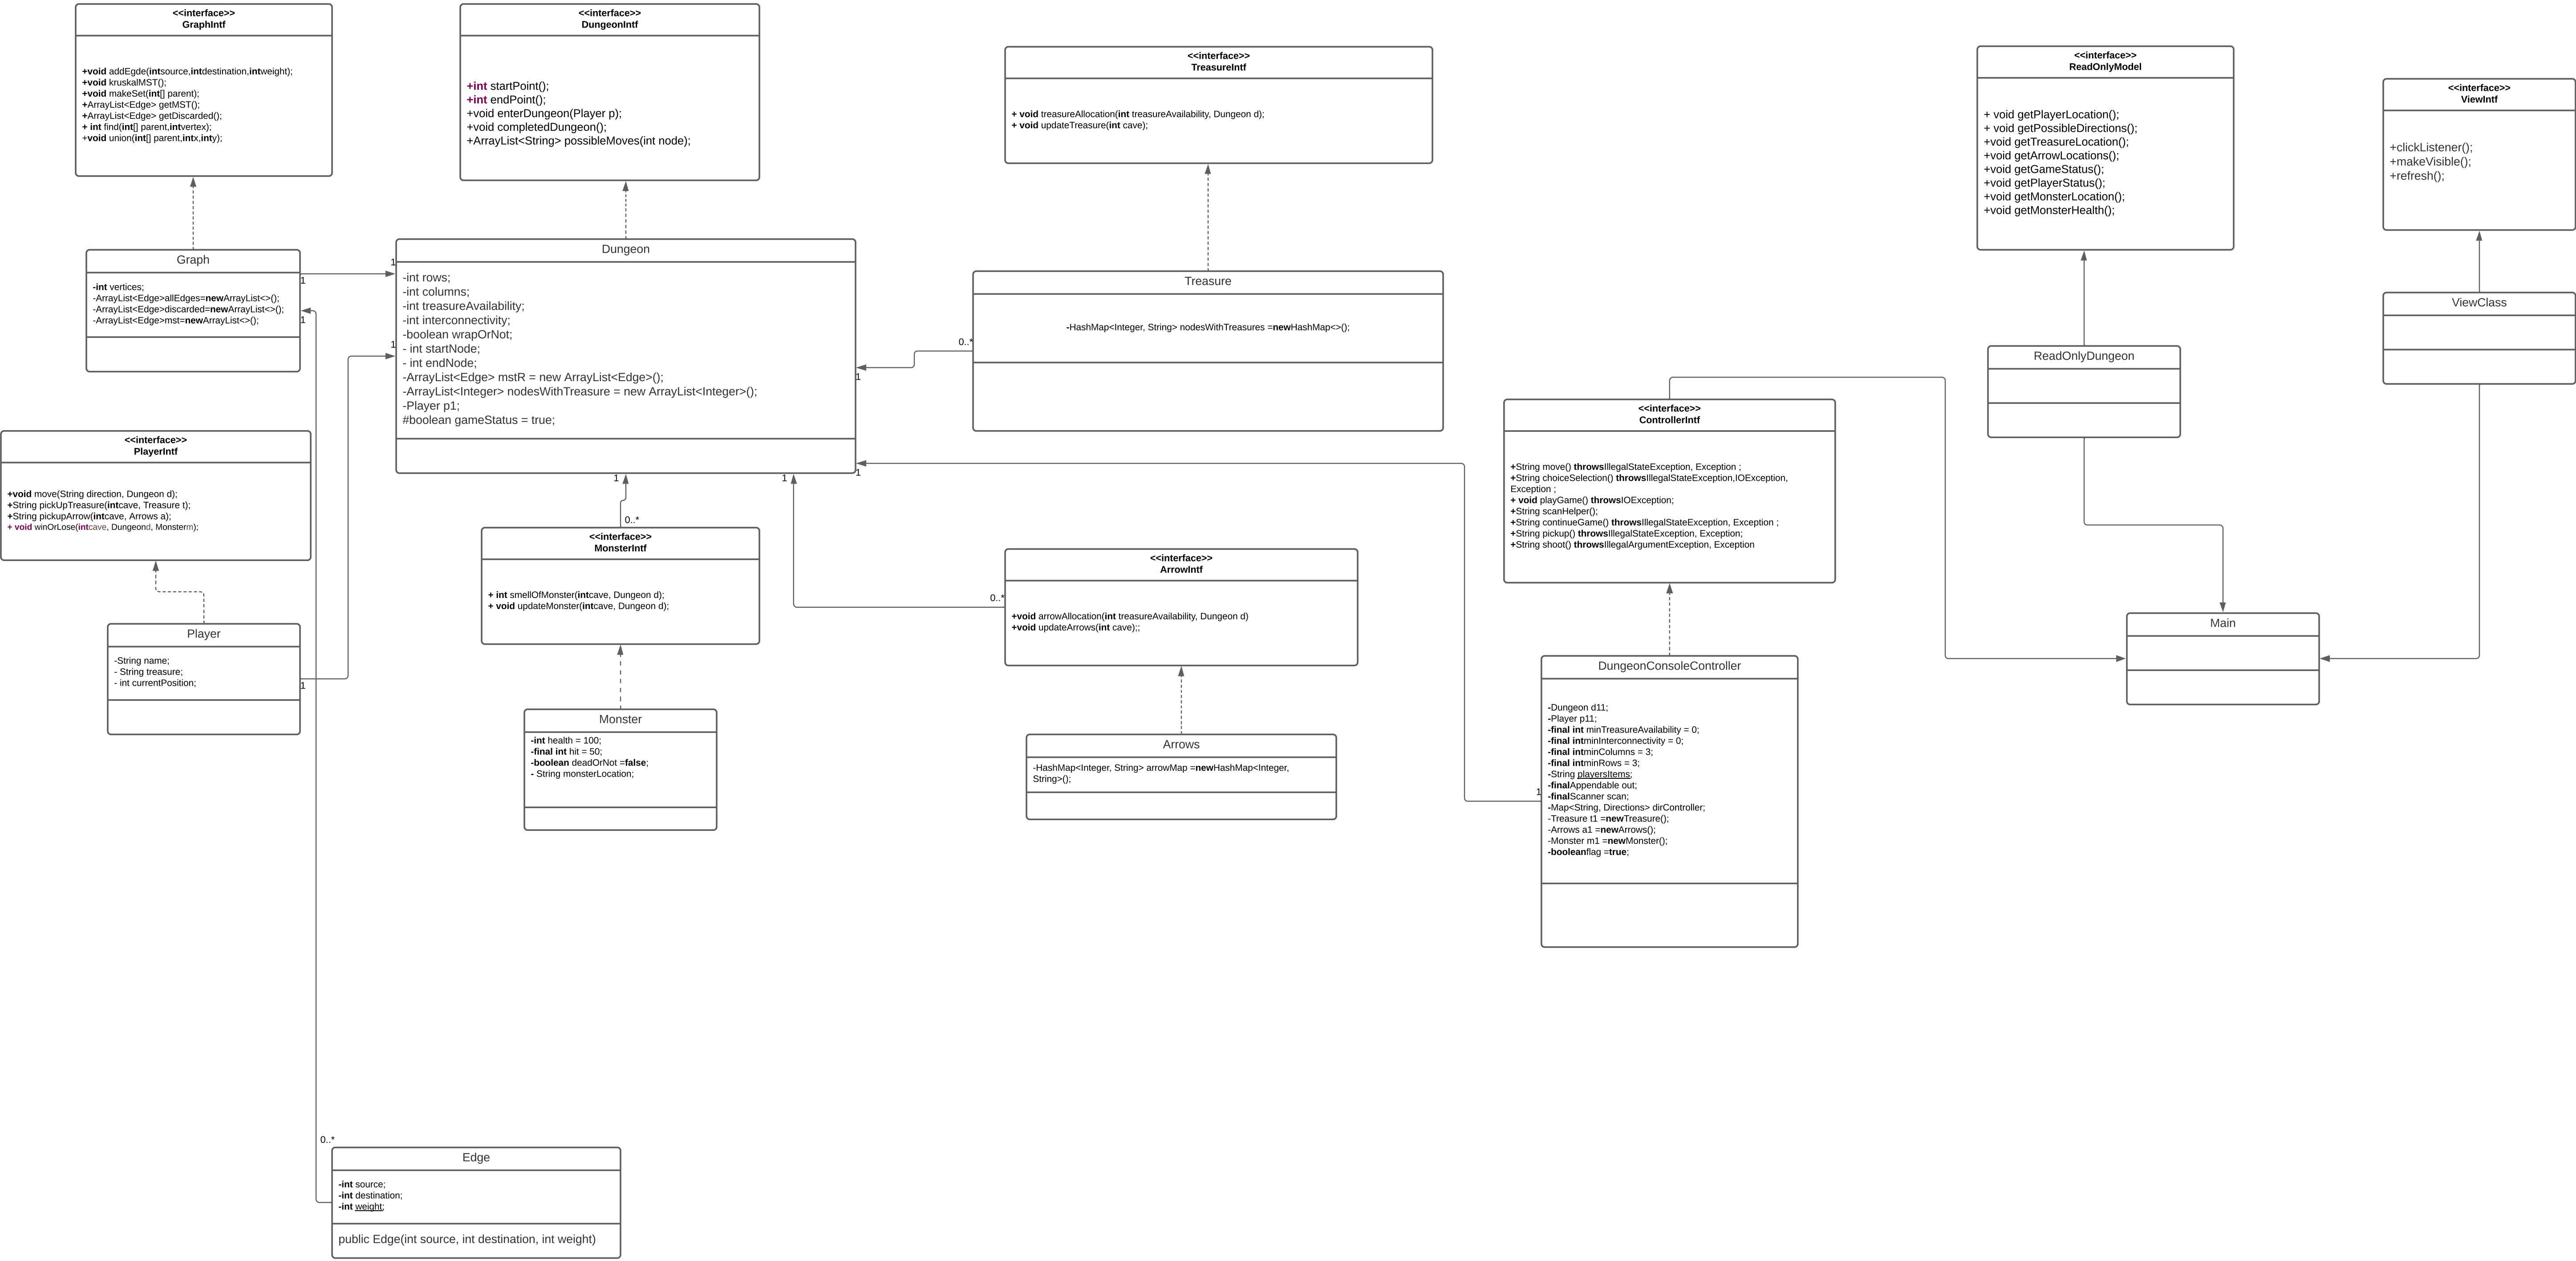 <<interface>>
GraphIntf
+void addEgde(intsource,intdestination,intweight);
+void kruskalMST();
+void makeSet(int[] parent);
+ArrayList<Edge> getMST();
+ArrayList<Edge> getDiscarded();
+ int find(int[] parent,intvertex);
+void union(int[] parent,intx,inty);
<<interface>>
DungeonIntf
+int startPoint();
+int endPoint();
+void enterDungeon(Player p);
+void completedDungeon();
+ArrayList<String> possibleMoves(int node);
<<interface>>
TreasureIntf
+ void treasureAllocation(int treasureAvailability, Dungeon d);
+ void updateTreasure(int cave);
<<interface>>
ReadOnlyModel
+ void getPlayerLocation();
+ void getPossibleDirections();
+void getTreasureLocation();
+void getArrowLocations();
+void getGameStatus();
+void getPlayerStatus();
+void getMonsterLocation();
+void getMonsterHealth();
<<interface>>
ViewIntf
+clickListener();
+makeVisible();
+refresh();
Graph
-int vertices;
-ArrayList<Edge>allEdges=newArrayList<>();
-ArrayList<Edge>discarded=newArrayList<>();
-ArrayList<Edge>mst=newArrayList<>();
1
1
1
1
Dungeon
-int rows;
-int columns;
-int treasureAvailability;
-int interconnectivity;
-boolean wrapOrNot;
- int startNode;
- int endNode;
-ArrayList<Edge> mstR = new ArrayList<Edge>();
-ArrayList<Integer> nodesWithTreasure = new ArrayList<Integer>();
-Player p1;
#boolean gameStatus = true;
1
1
1
1
Treasure
-HashMap<Integer, String> nodesWithTreasures =newHashMap<>();
0..*
ReadOnlyDungeon
ViewClass
<<interface>>
PlayerIntf
+void move(String direction, Dungeon d);
+String pickUpTreasure(intcave, Treasure t);
+String pickupArrow(intcave, Arrows a);
+ void winOrLose(intcave, Dungeond, Monsterm);
<<interface>>
ControllerIntf
+String move() throwsIllegalStateException, Exception ;
+String choiceSelection() throwsIllegalStateException,IOException,
Exception ;
+ void playGame() throwsIOException;
+String scanHelper();
+String continueGame() throwsIllegalStateException, Exception ;
+String pickup() throwsIllegalStateException, Exception;
+String shoot() throwsIllegalArgumentException, Exception
0..*
<<interface>>
MonsterIntf
+ int smellOfMonster(intcave, Dungeon d);
+ void updateMonster(intcave, Dungeon d);
0..*
<<interface>>
ArrowIntf
+void arrowAllocation(int treasureAvailability, Dungeon d)
+void updateArrows(int cave);;
Player
-String name;
- String treasure;
- int currentPosition;
1
Main
Monster
-int health = 100;
-final int hit = 50;
-boolean deadOrNot =false;
- String monsterLocation;
Arrows
-HashMap<Integer, String> arrowMap =newHashMap<Integer,
String>();
DungeonConsoleController
-Dungeon d11;
-Player p11;
-final int minTreasureAvailability = 0;
-final intminInterconnectivity = 0;
-final intminColumns = 3;
-final intminRows = 3;
-String playersItems;
-finalAppendable out;
-finalScanner scan;
-Map<String, Directions> dirController;
-Treasure t1 =newTreasure();
-Arrows a1 =newArrows();
-Monster m1 =newMonster();
-booleanflag =true;
1
0..*
Edge
-int source;
-int destination;
-int weight;
public Edge(int source, int destination, int weight)